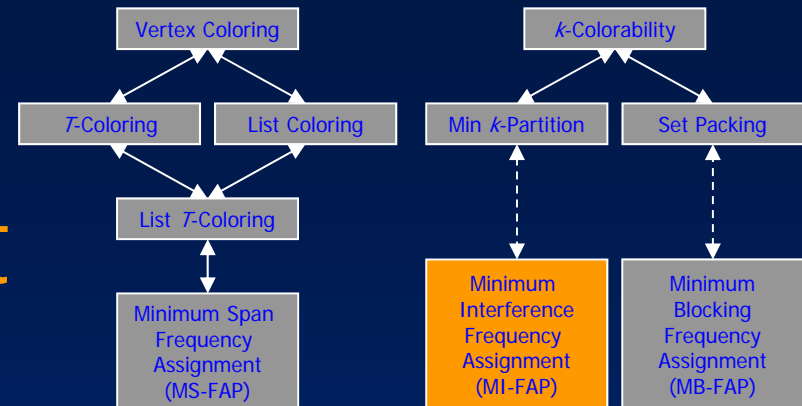 Vertex Coloring
k-Colorability
T-Coloring
List Coloring
Min k-Partition
Set Packing
List T-Coloring
Minimum Span
Frequency
Assignment
(MS-FAP)
Minimum
Interference
Frequency
Assignment
(MI-FAP)
Minimum
Blocking
Frequency
Assignment
(MB-FAP)
t